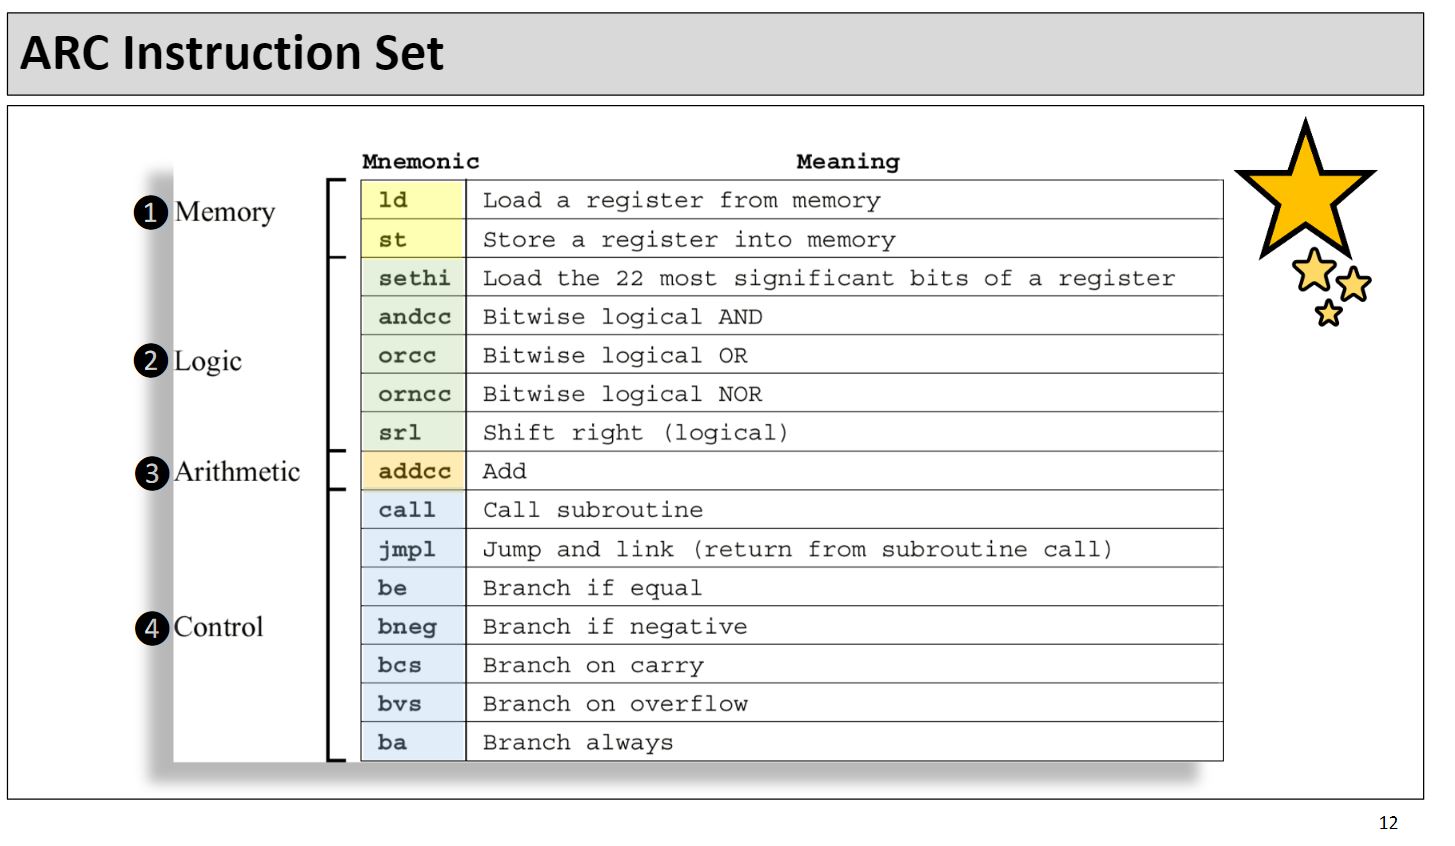 ARC Instruction Set
Mnemonic Meaning
❶ Memory
ld Load a register from memory
st Store a register into memory
❷ Logic
sethi Load the 22 most significant bits of a register
andcc Bitwise logical AND
orcc Bitwise logical OR
orncc Bitwise logical NOR
srl Shift right (logical)
❸ Arithmetic
addcc Add
❹ Control
call Call subroutine
jmpl Jump and link (return from subroutine call)
be Branch if equal
bneg Branch if negative
bcs Branch on carry
bvs Branch on overflow
ba Branch always
12